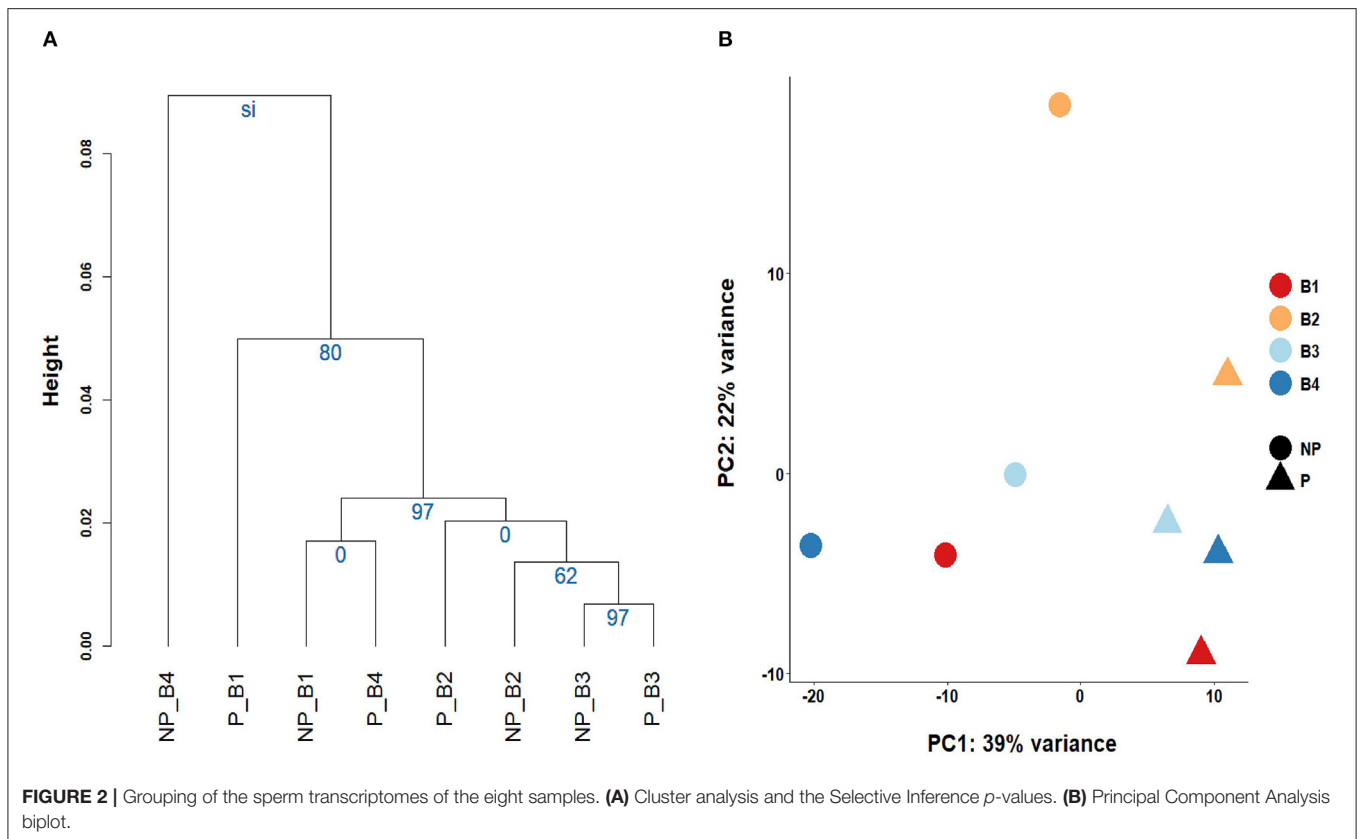 A
B
si
80
97
0
0
62
97
Height
0.08
0.06
0.04
0.02
0.00
NP_B4
P_B1
NP_B1
P_B4
P_B2
NP_B2
NP_B3
P_B3
PC2: 22% variance
10
0
-10
-20
-10
0
10
PC1: 39% variance
B1
B2
B3
B4
NP
P
FIGURE 2 | Grouping of the sperm transcriptomes of the eight samples. (A) Cluster analysis and the Selective Inference p-values. (B) Principal Component Analysis
biplot.